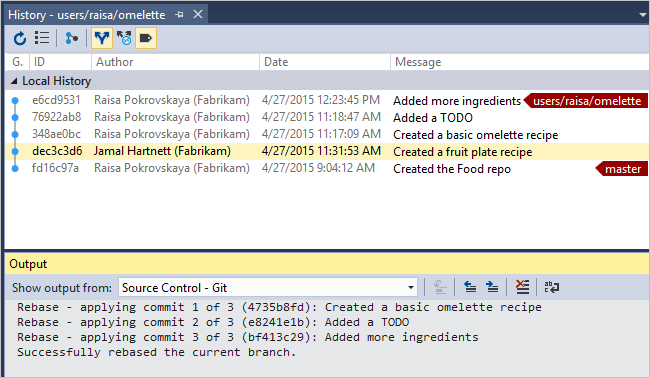 History - users/raisa/omelette
G. ID Author Date Message
Local History
e6cd9531 Raisa Pokrovskaya (Fabrikam) 4/27/2015 12:23:45 PM Added more ingredients users/raisa/omelette
76922ab8 Raisa Pokrovskaya (Fabrikam) 4/27/2015 11:18:47 AM Added a TODO
348ae0bc Raisa Pokrovskaya (Fabrikam) 4/27/2015 11:17:09 AM Created a basic omelette recipe
dec3c3d6 Jamal Hartnett (Fabrikam) 4/27/2015 11:31:53 AM Created a fruit plate recipe
fd16c97a Raisa Pokrovskaya (Fabrikam) 4/27/2015 9:04:12 AM Created the Food repo master
Output
Show output from: Source Control - Git
Rebase - applying commit 1 of 3 (4735b8fd): Created a basic omelette recipe
Rebase - applying commit 2 of 3 (e8241e1b): Added a TODO
Rebase - applying commit 3 of 3 (bf413c29): Added more ingredients
Successfully rebased the current branch.